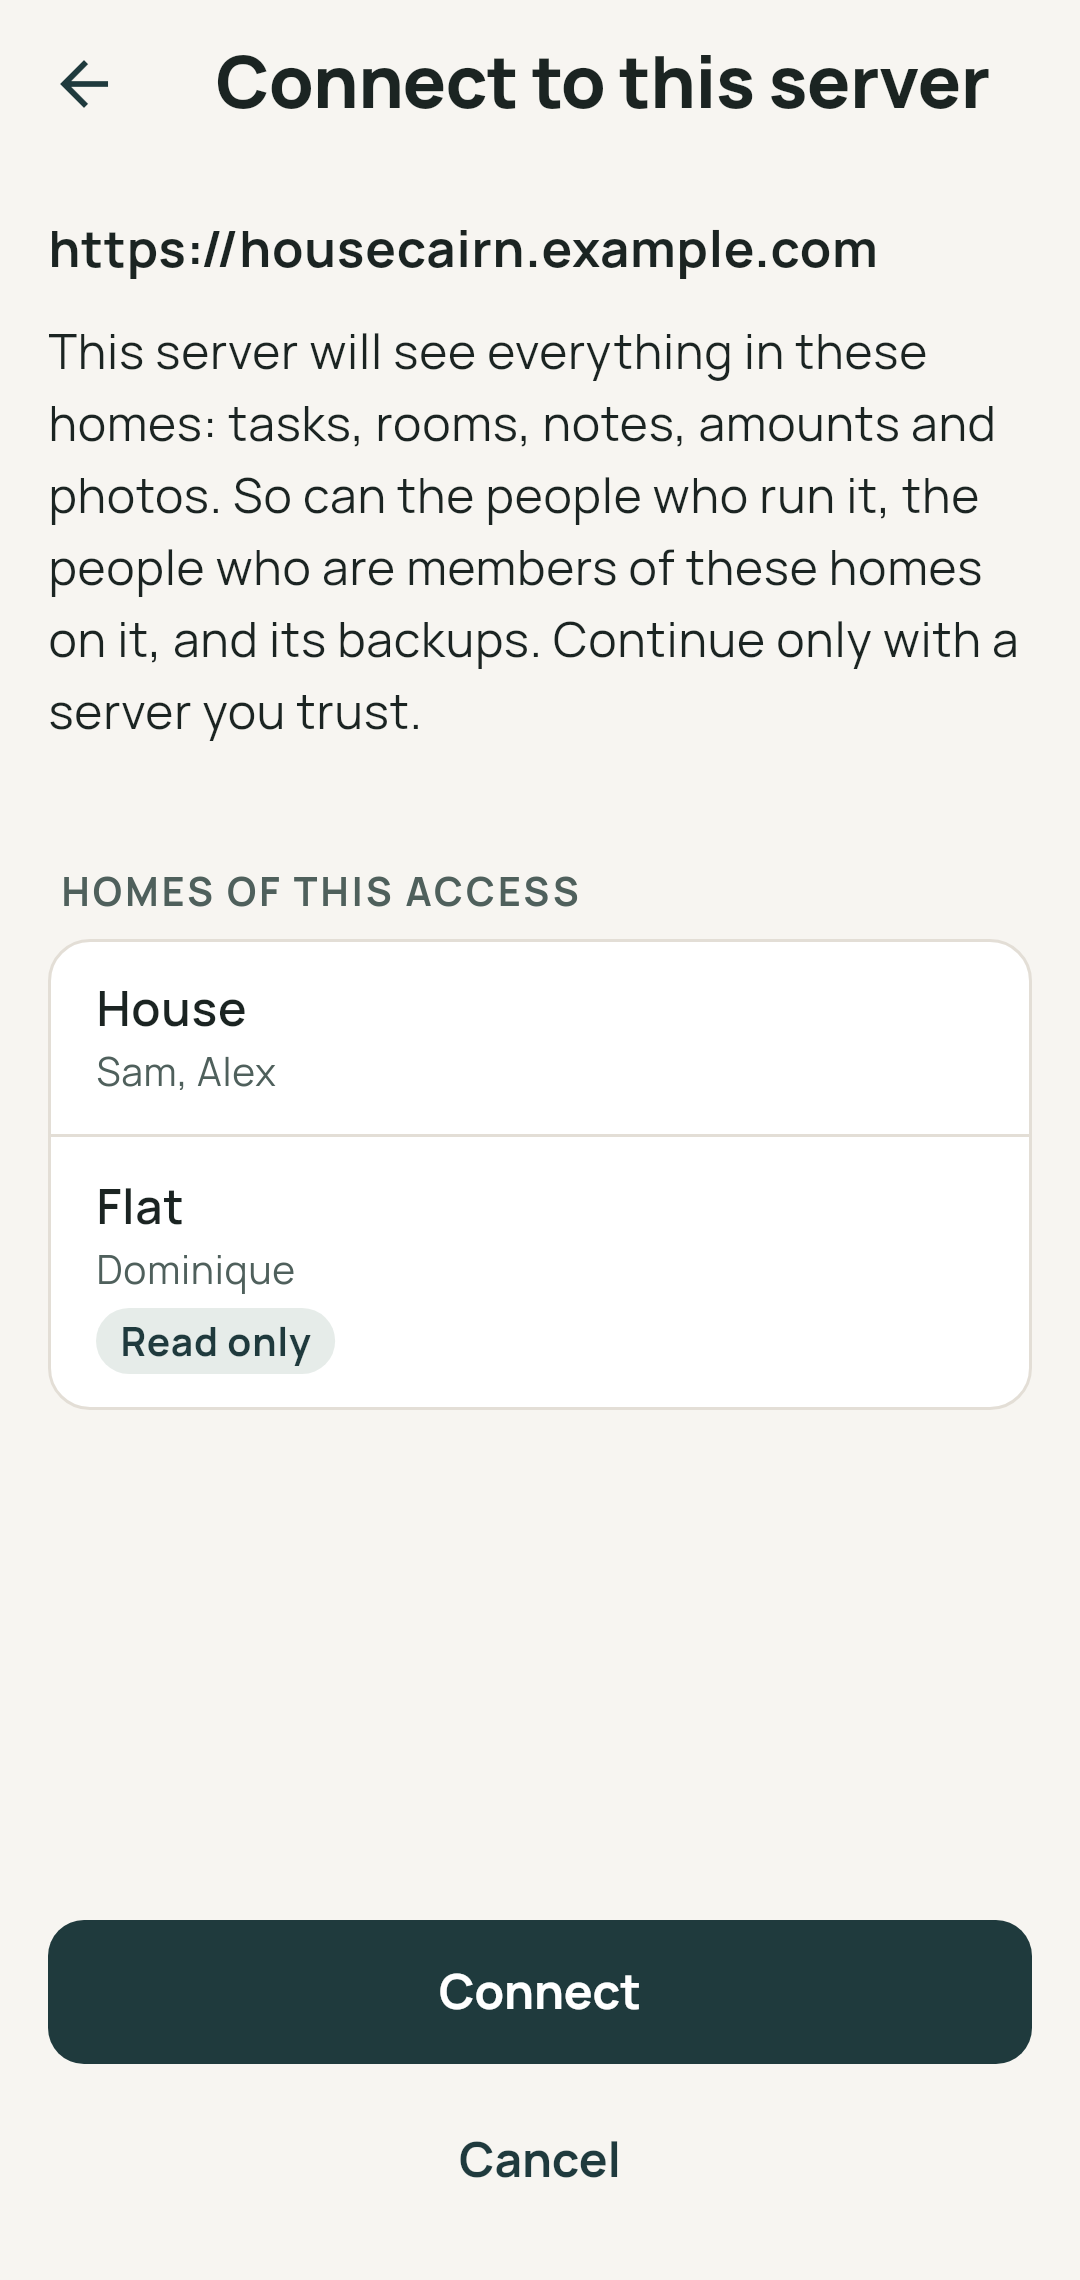 Connect to this server
https://housecairn.example.com
This server will see everything in these
homes: tasks, rooms, notes, amounts and
photos. So can the people who run it, the
people who are members of these homes
on it, and its backups. Continue only with a
server you trust.
HOMES OF THIS ACCESS
House
Sam, Alex
Flat
Dominique
Read only
Connect
Cancel